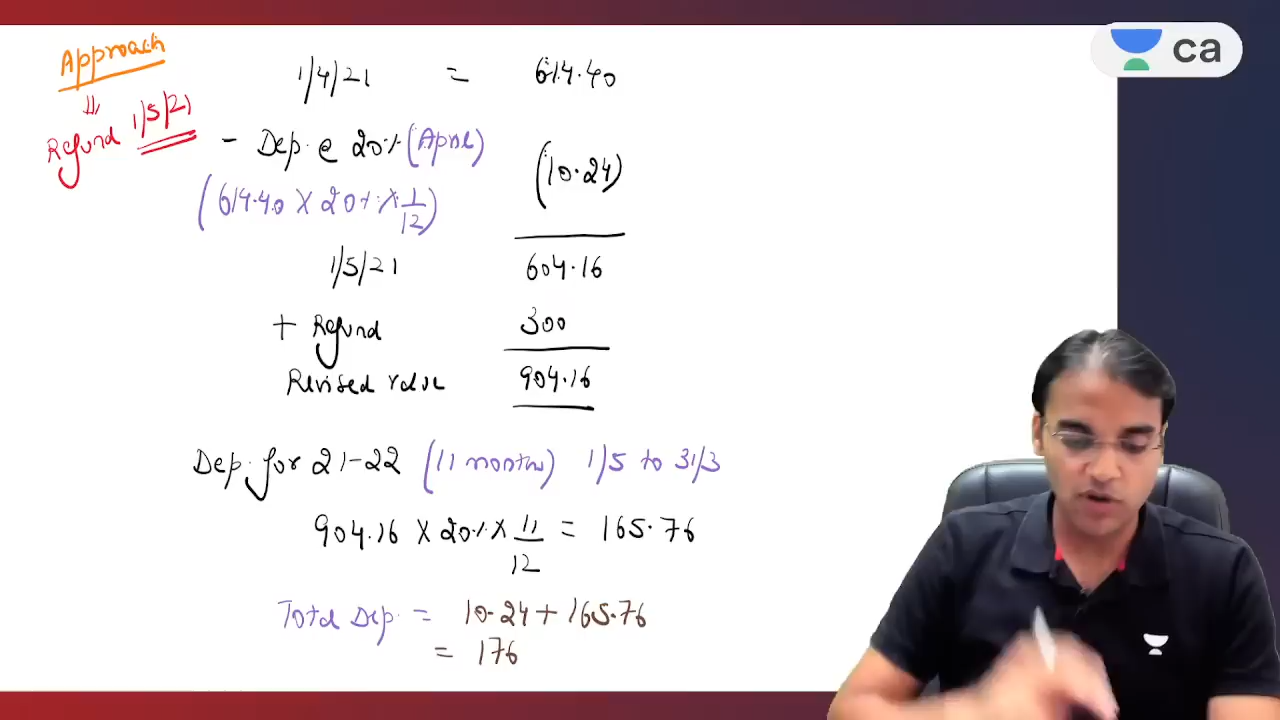 Approach
Refund 1/5/21
ca
1/4/21 = 614.40
- Dep. @ 20% (April) (10.24)
(614.40 X 20% X 1/12)
1/5/21 604.16
+ Refund 300
Revised value 904.16
Dep. for 21-22 (11 months) 1/5 to 31/3
904.16 X 20% X 11/12 = 165.76
Total Dep. = 10.24 + 165.76
= 176